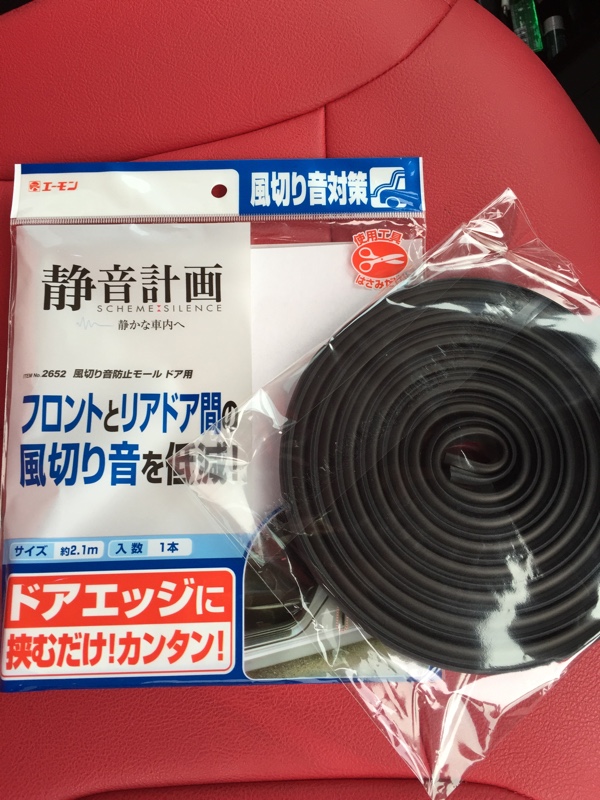 エーモン
風切り音対策
使用工具
はさみだけ
静音計画
SCHEME:SILENCE
静かな車内へ
ITEM No.2652 風切り音防止モール ドア用
フロントとリアドア間の
風切り音を低減!
サイズ 約2.1m 入数 1本
ドアエッジに
挟むだけ!カンタン!